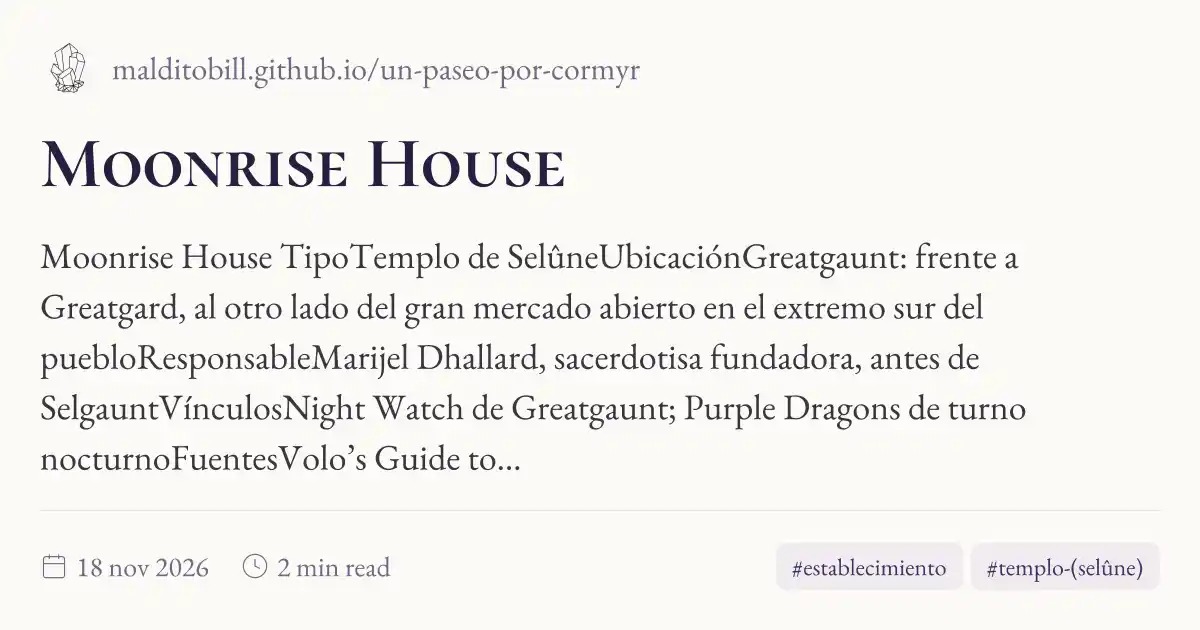 malditobill.github.io/un-paseo-por-cormyr
Moonrise House
Moonrise House TipoTemplo de SelûneUbicaciónGreatgaunt: frente a
Greatgard, al otro lado del gran mercado abierto en el extremo sur del
puebloResponsableMarijel Dhallard, sacerdotisa fundadora, antes de
SelgauntVínculosNight Watch de Greatgaunt; Purple Dragons de turno
nocturnoFuentesVolo’s Guide to...
18 nov 2026
2 min read
#establecimiento
#templo-(selûne)